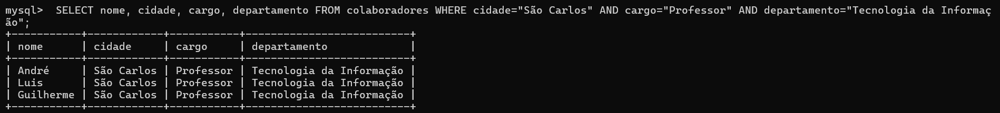 mysql>  SELECT nome, cidade, cargo, departamento FROM colaboradores WHERE cidade="São Carlos" AND cargo="Professor" AND departamento="Tecnologia da Informaç
ão";
+-----------+------------+-----------+--------------------------+
| nome      | cidade     | cargo     | departamento             |
+-----------+------------+-----------+--------------------------+
| André     | São Carlos | Professor | Tecnologia da Informação |
| Luis      | São Carlos | Professor | Tecnologia da Informação |
| Guilherme | São Carlos | Professor | Tecnologia da Informação |
+-----------+------------+-----------+--------------------------+